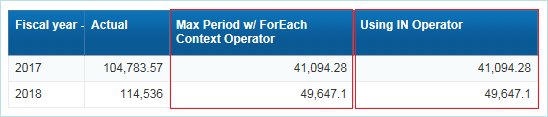 Fiscal year - Actual Max Period w/ ForEach Using IN Operator
Context Operator
2017 104,783.57 41,094.28 41,094.28
2018 114,536 49,647.1 49,647.1